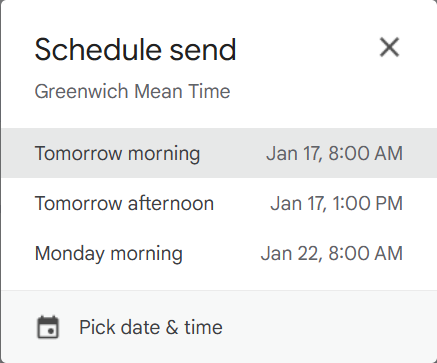 Schedule send
Greenwich Mean Time
Tomorrow morning Jan 17, 8:00 AM
Tomorrow afternoon Jan 17, 1:00 PM
Monday morning Jan 22, 8:00 AM
Pick date & time